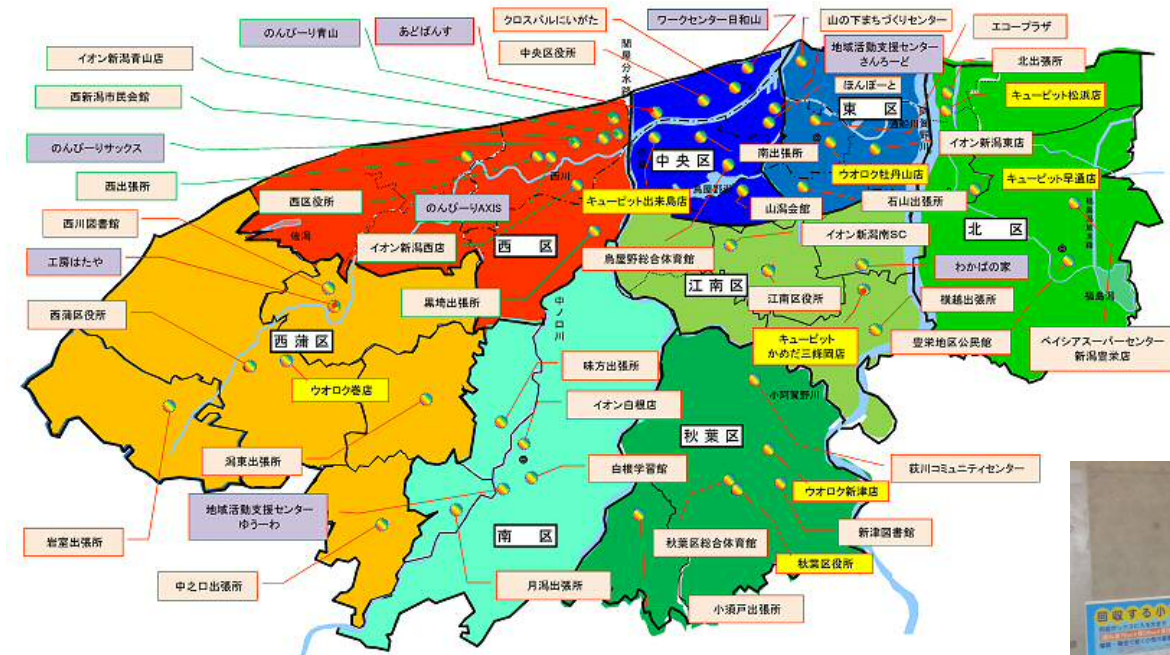 クロスパルにいがた
ワークセンター日和山
山の下まちづくりセンター
エコープラザ
のんぴーり青山
あどばんす
中央区役所
地域活動支援センター
さんろーど
北出張所
イオン新潟青山店
関屋分水路
ほんぽーと
キューピット松浜店
西新潟市民会館
東 区
イオン新潟東店
のんぴーりサックス
中 央 区
南出張所
ウオロク牡丹山店
キューピット早通店
西出張所
西川
西区役所
のんぴーりAXIS
キューピット出来島店
山潟会館
石山出張所
西川図書館
イオン新潟西店
西 区
イオン新潟南SC
北 区
工房はたや
鳥屋野総合体育館
わかばの家
江 南 区
黒埼出張所
中ノ口川
江南区役所
横越出張所
福島潟
西蒲区役所
西 蒲 区
キューピット
かめだ三條岡店
豊栄地区公民館
ベイシアスーパーセンター
新潟豊栄店
ウオロク巻店
味方出張所
小阿賀野川
イオン白根店
秋 葉 区
潟東出張所
白根学習館
荻川コミュニティセンター
地域活動支援センター
ゆうーわ
ウオロク新津店
岩室出張所
南 区
秋葉区総合体育館
新津図書館
中之口出張所
月潟出張所
秋葉区役所
小須戸出張所
回収する小